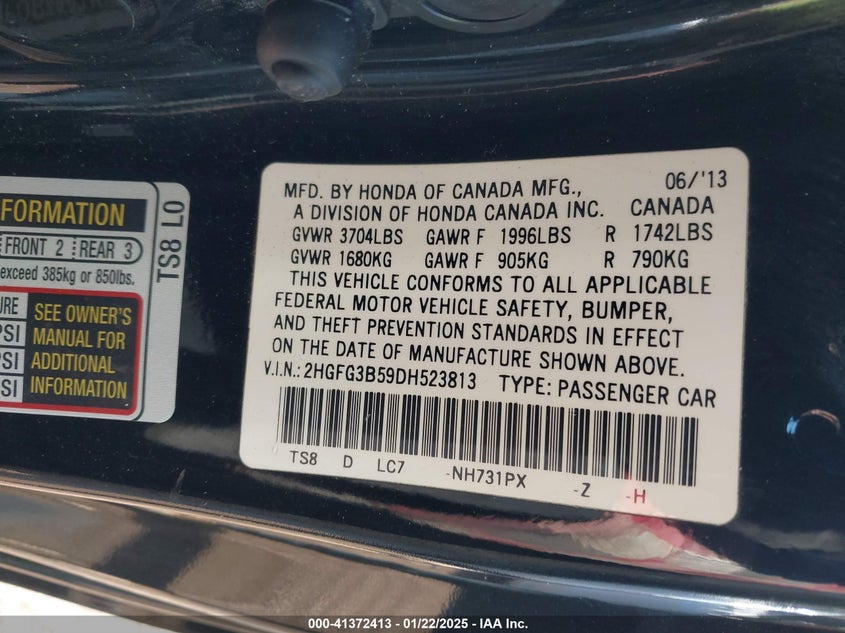 FORMATION
FRONT 2 REAR 3
exceed 385kg or 850lbs.
SEE OWNER'S
MANUAL FOR
ADDITIONAL
INFORMATION
PSI
TS8 L0
MFD. BY HONDA OF CANADA MFG., 06/'13
A DIVISION OF HONDA CANADA INC. CANADA
GVWR 3704LBS GAWR F 1996LBS R 1742LBS
GVWR 1680KG GAWR F 905KG R 790KG
THIS VEHICLE CONFORMS TO ALL APPLICABLE
FEDERAL MOTOR VEHICLE SAFETY, BUMPER,
AND THEFT PREVENTION STANDARDS IN EFFECT
ON THE DATE OF MANUFACTURE SHOWN ABOVE.
V.I.N.: 2HGFG3B59DH523813 TYPE: PASSENGER CAR
TS8 D LC7 -NH731PX -Z -H
000-41372413 - 01/22/2025 - IAA Inc.